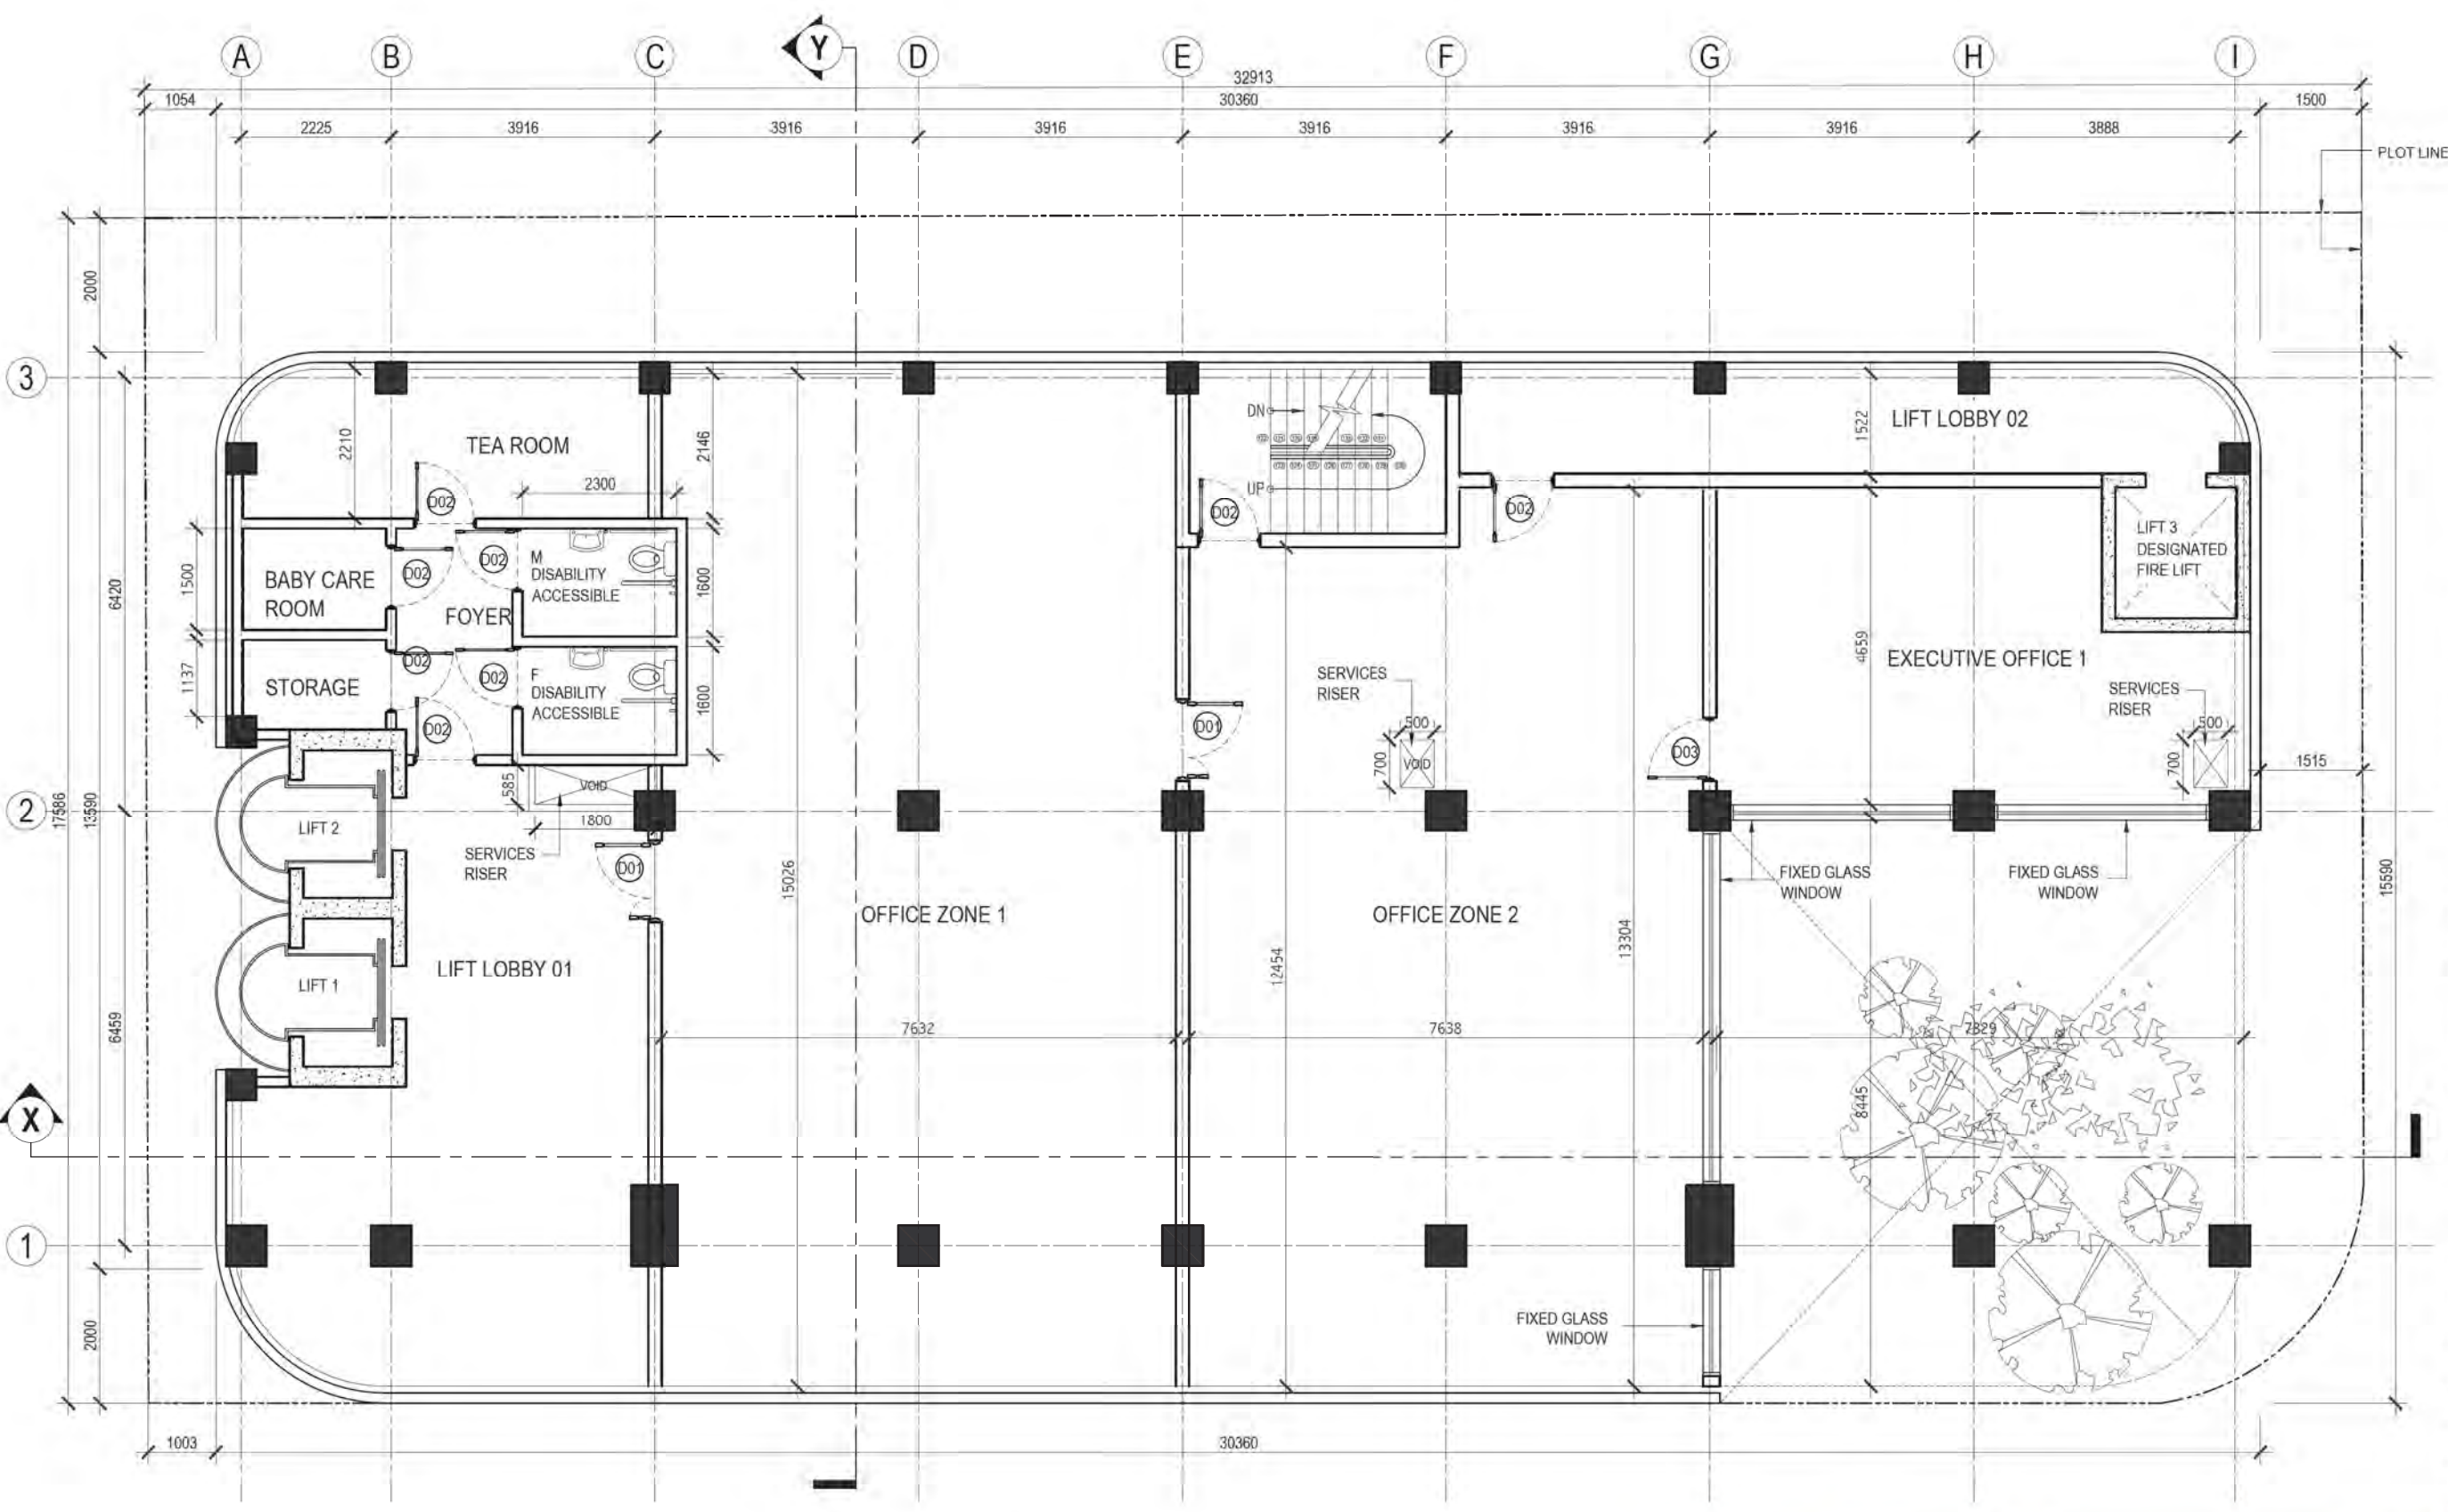 A
B
C
Y
D
E
F
G
H
I
32913
1054
30360
1500
2225
3916
3916
3916
3916
3916
3916
3888
PLOT LINE
2000
3
DN
LIFT LOBBY 02
1522
2210
TEA ROOM
2146
2300
UP
D02
D02
D02
LIFT 3
DESIGNATED
FIRE LIFT
6420
1500
BABY CARE
ROOM
D02
D02
FOYER
M
DISABILITY
ACCESSIBLE
1600
1137
STORAGE
D02
D02
F
DISABILITY
ACCESSIBLE
1600
D02
4659
EXECUTIVE OFFICE 1
SERVICES
RISER
SERVICES
RISER
D01
500
700
VOID
D03
500
700
1515
2
17586
13590
585
VOID
1800
LIFT 2
SERVICES
RISER
D01
15026
FIXED GLASS
WINDOW
FIXED GLASS
WINDOW
15590
OFFICE ZONE 1
OFFICE ZONE 2
12454
13304
LIFT LOBBY 01
LIFT 1
6459
7632
7638
7829
8445
X
1
2000
FIXED GLASS
WINDOW
1003
30360